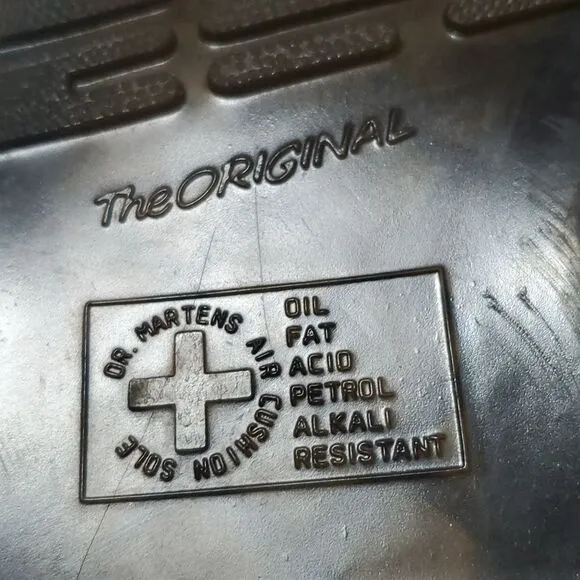 The ORIGINAL
DR. MARTENS AIR CUSHION SOLE
OIL
FAT
ACID
PETROL
ALKALI
RESISTANT